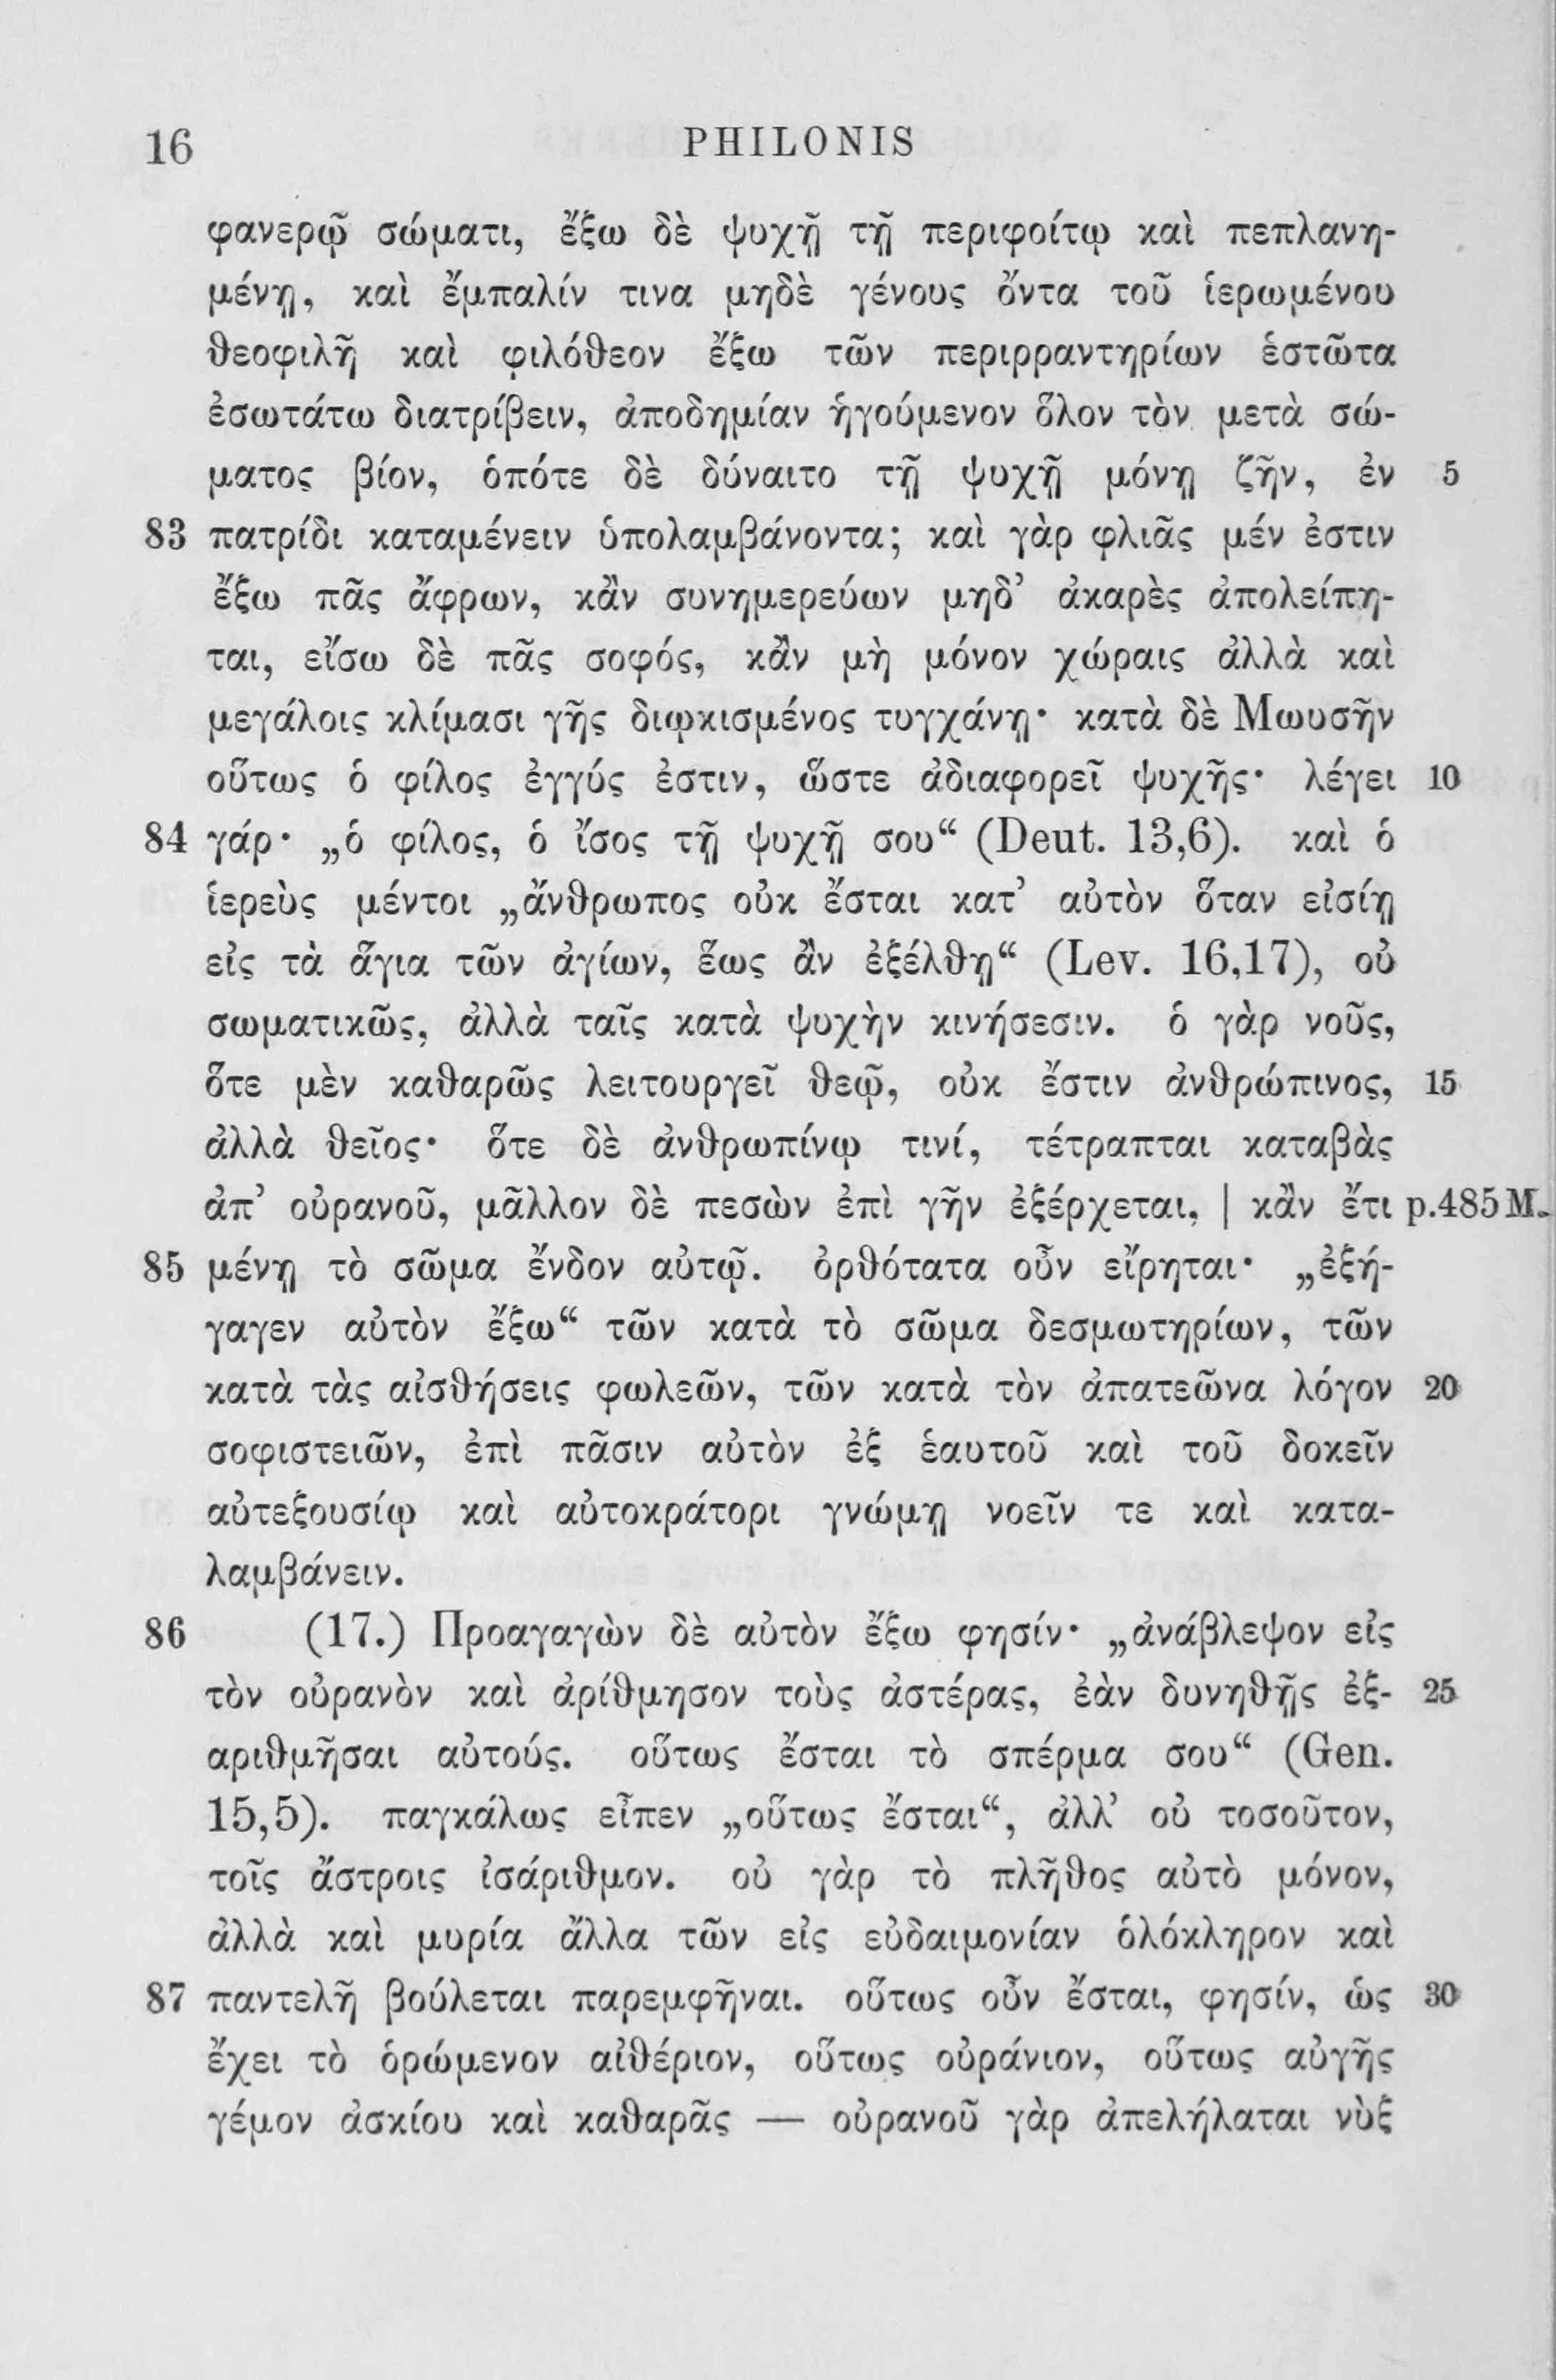 16 PHILONIS
φανερῷ σώματι, ἔξω δὲ ψυχῇ τῇ περιφοίτῳ καὶ πεπλανη-
μένῃ, καὶ ἔμπαλίν τινα μηδὲ γένους ὄντα τοῦ ἱερωμένου
θεοφιλῆ καὶ φιλόθεον ἔξω τῶν περιρραντηρίων ἑστῶτα
ἐσωτάτω διατρίβειν, ἀποδημίαν ἡγούμενον ὅλον τὸν μετὰ σώ-
ματος βίον, ὁπότε δὲ δύναιτο τῇ ψυχῇ μόνῃ ζῆν, ἐν 5
83 πατρίδι καταμένειν ὑπολαμβάνοντα; καὶ γὰρ φλιᾶς μέν ἐστιν
ἔξω πᾶς ἄφρων, κἂν συνημερεύων μηδ’ ἀκαρὲς ἀπολείπη-
ται, εἴσω δὲ πᾶς σοφός, κἂν μὴ μόνον χώραις ἀλλὰ καὶ
μεγάλοις κλίμασι γῆς διῳκισμένος τυγχάνῃ· κατὰ δὲ Μωυσῆν
οὕτως ὁ φίλος ἐγγύς ἐστιν, ὥστε ἀδιαφορεῖ ψυχῆς· λέγει 10
84 γάρ· „ὁ φίλος, ὁ ἴσος τῇ ψυχῇ σου“ (Deut. 13,6). καὶ ὁ
ἱερεὺς μέντοι „ἄνθρωπος οὐκ ἔσται κατ’ αὐτὸν ὅταν εἰσίῃ
εἰς τὰ ἅγια τῶν ἁγίων, ἕως ἂν ἐξέλθῃ“ (Lev. 16,17), οὐ
σωματικῶς, ἀλλὰ ταῖς κατὰ ψυχὴν κινήσεσιν. ὁ γὰρ νοῦς,
ὅτε μὲν καθαρῶς λειτουργεῖ θεῷ, οὐκ ἔστιν ἀνθρώπινος, 15
ἀλλὰ θεῖος· ὅτε δὲ ἀνθρωπίνῳ τινί, τέτραπται καταβὰς
ἀπ’ οὐρανοῦ, μᾶλλον δὲ πεσὼν ἐπὶ γῆν ἐξέρχεται, | κἂν ἔτι p.485 M.
85 μένῃ τὸ σῶμα ἔνδον αὐτῷ. ὀρθότατα οὖν εἴρηται· „ἐξή-
γαγεν αὐτὸν ἔξω“ τῶν κατὰ τὸ σῶμα δεσμωτηρίων, τῶν
κατὰ τὰς αἰσθήσεις φωλεῶν, τῶν κατὰ τὸν ἀπατεῶνα λόγον 20
σοφιστειῶν, ἐπὶ πᾶσιν αὐτὸν ἐξ ἑαυτοῦ καὶ τοῦ δοκεῖν
αὐτεξουσίῳ καὶ αὐτοκράτορι γνώμῃ νοεῖν τε καὶ κατα-
λαμβάνειν.
86 (17.) Προαγαγὼν δὲ αὐτὸν ἔξω φησίν· „ἀνάβλεψον εἰς
τὸν οὐρανὸν καὶ ἀρίθμησον τοὺς ἀστέρας, ἐὰν δυνηθῇς ἐξ- 25
αριθμῆσαι αὐτούς. οὕτως ἔσται τὸ σπέρμα σου“ (Gen.
15,5). παγκάλως εἶπεν „οὕτως ἔσται“, ἀλλ’ οὐ τοσοῦτον,
τοῖς ἄστροις ἰσάριθμον. οὐ γὰρ τὸ πλῆθος αὐτὸ μόνον,
ἀλλὰ καὶ μυρία ἄλλα τῶν εἰς εὐδαιμονίαν ὁλόκληρον καὶ
87 παντελῆ βούλεται παρεμφῆναι. οὕτως οὖν ἔσται, φησίν, ὡς 30
ἔχει τὸ ὁρώμενον αἰθέριον, οὕτως οὐράνιον, οὕτως αὐγῆς
γέμον ἀσκίου καὶ καθαρᾶς — οὐρανοῦ γὰρ ἀπελήλαται νὺξ